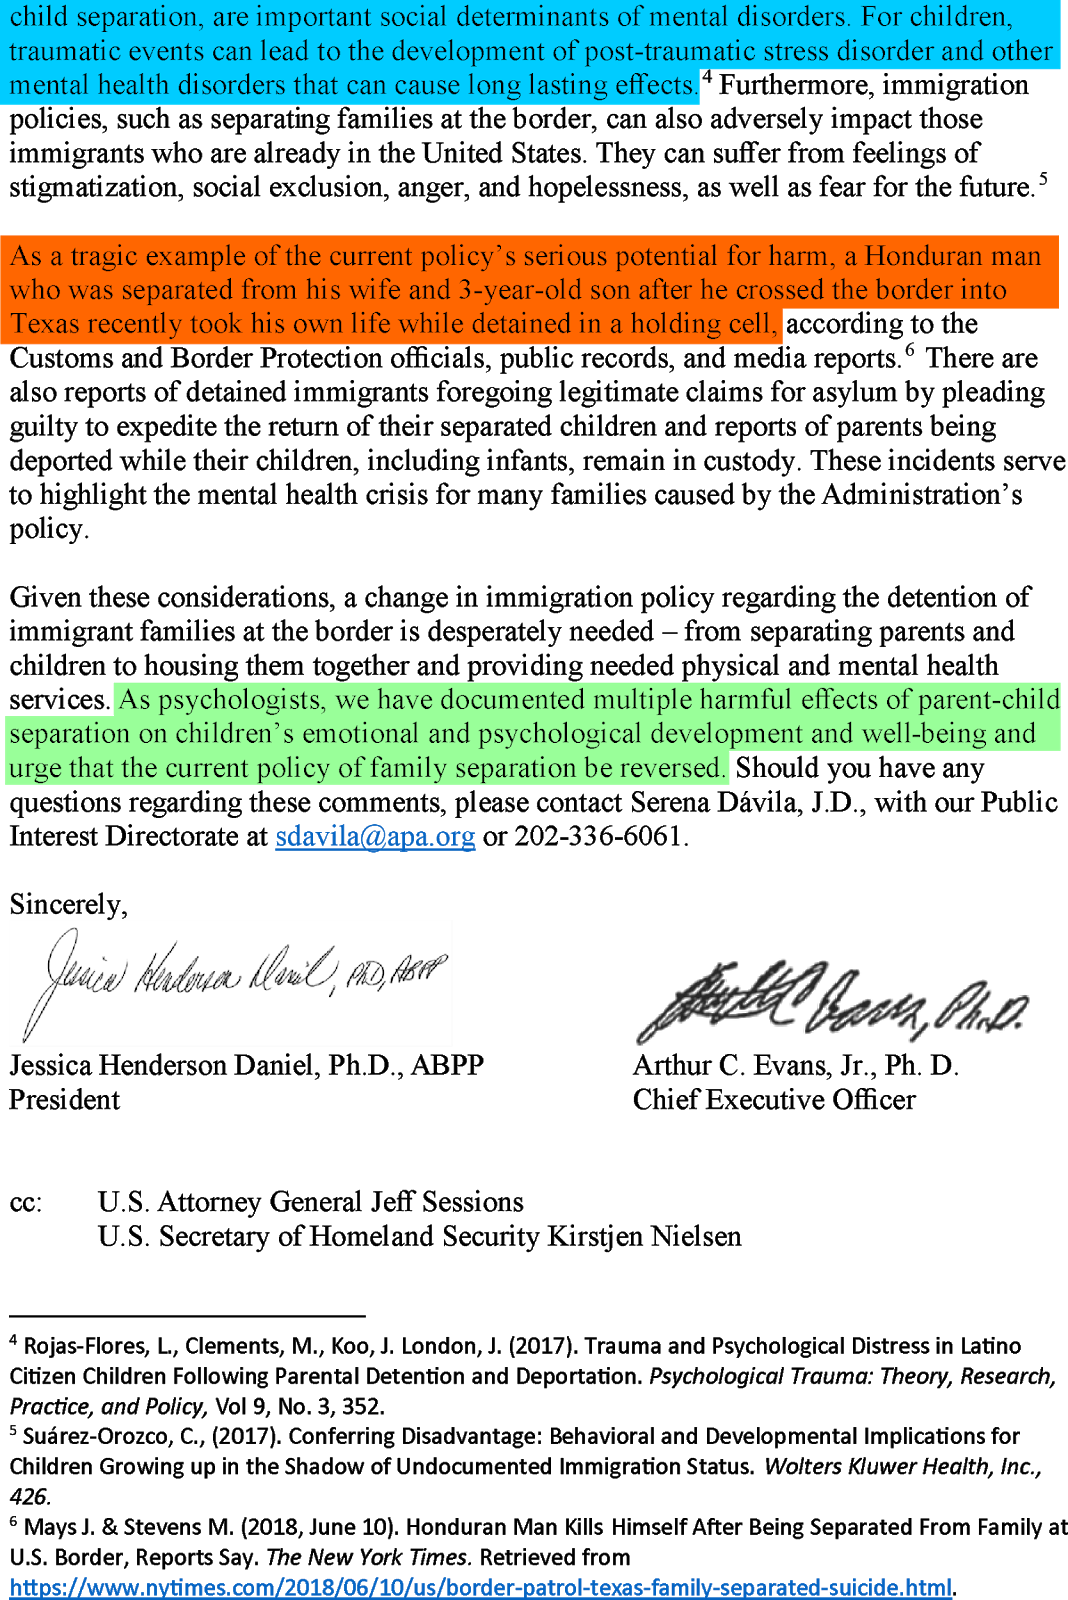 child separation, are important social determinants of mental disorders. For children,
traumatic events can lead to the development of post-traumatic stress disorder and other
mental health disorders that can cause long lasting effects.4 Furthermore, immigration
policies, such as separating families at the border, can also adversely impact those
immigrants who are already in the United States. They can suffer from feelings of
stigmatization, social exclusion, anger, and hopelessness, as well as fear for the future.5
As a tragic example of the current policy's serious potential for harm, a Honduran man
who was separated from his wife and 3-year-old son after he crossed the border into
Texas recently took his own life while detained in a holding cell, according to the
Customs and Border Protection officials, public records, and media reports.6 There are
also reports of detained immigrants foregoing legitimate claims for asylum by pleading
guilty to expedite the return of their separated children and reports of parents being
deported while their children, including infants, remain in custody. These incidents serve
to highlight the mental health crisis for many families caused by the Administration's
policy.
Given these considerations, a change in immigration policy regarding the detention of
immigrant families at the border is desperately needed – from separating parents and
children to housing them together and providing needed physical and mental health
services. As psychologists, we have documented multiple harmful effects of parent-child
separation on children's emotional and psychological development and well-being and
urge that the current policy of family separation be reversed. Should you have any
questions regarding these comments, please contact Serena Dávila, J.D., with our Public
Interest Directorate at sdavila@apa.org or 202-336-6061.
Sincerely,
Jessica Henderson Daniel, PhD, ABPP
Arthur C. Evans, Ph.D.
Jessica Henderson Daniel, Ph.D., ABPP
Arthur C. Evans, Jr., Ph. D.
President
Chief Executive Officer
cc: U.S. Attorney General Jeff Sessions
U.S. Secretary of Homeland Security Kirstjen Nielsen
4 Rojas-Flores, L., Clements, M., Koo, J. London, J. (2017). Trauma and Psychological Distress in Latino
Citizen Children Following Parental Detention and Deportation. Psychological Trauma: Theory, Research,
Practice, and Policy, Vol 9, No. 3, 352.
5 Suárez-Orozco, C., (2017). Conferring Disadvantage: Behavioral and Developmental Implications for
Children Growing up in the Shadow of Undocumented Immigration Status. Wolters Kluwer Health, Inc.,
426.
6 Mays J. & Stevens M. (2018, June 10). Honduran Man Kills Himself After Being Separated From Family at
U.S. Border, Reports Say. The New York Times. Retrieved from
https://www.nytimes.com/2018/06/10/us/border-patrol-texas-family-separated-suicide.html.